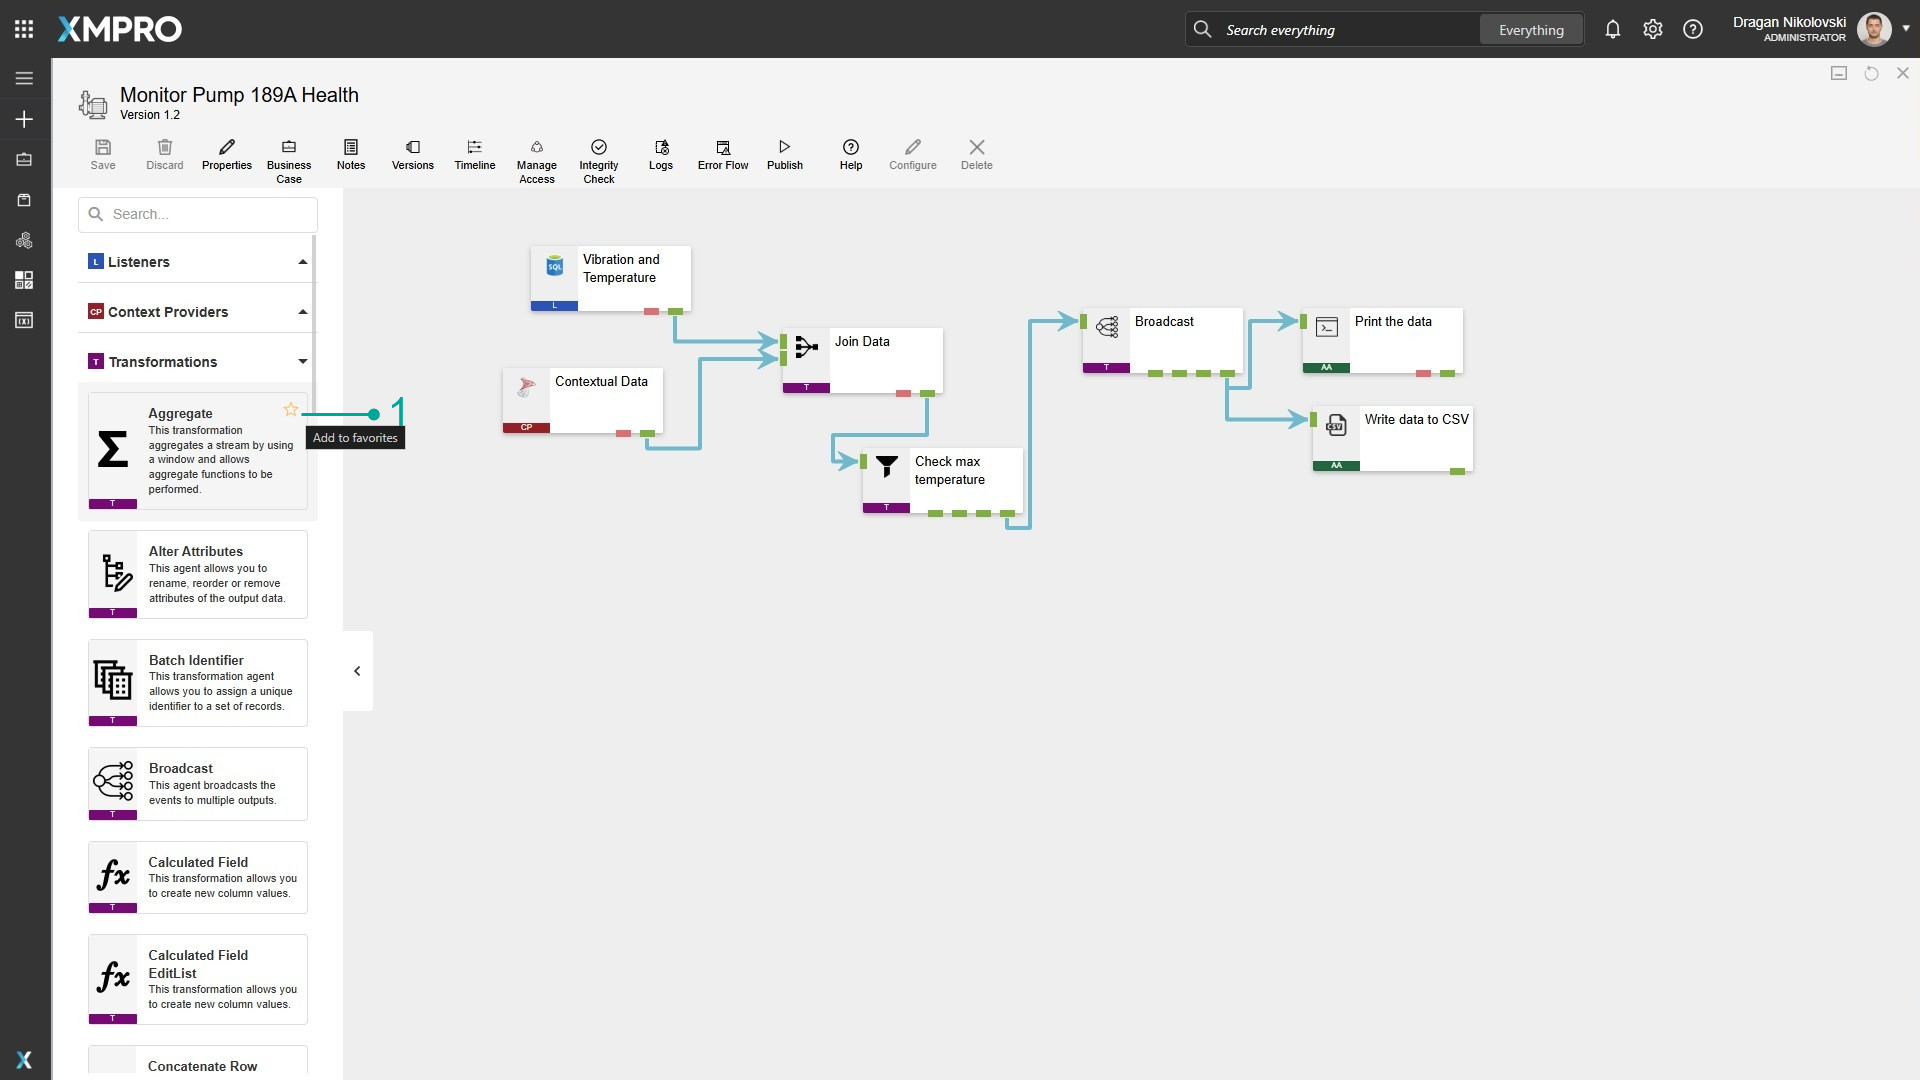 XMPRO
Search everything
Everything
Dragan Nikolovski
ADMINISTRATOR
Monitor Pump 189A Health
Version 1.2
Save
Discard
Properties
Business
Case
Notes
Versions
Timeline
Manage
Access
Integrity
Check
Logs
Error Flow
Publish
Help
Configure
Delete
Search...
L Listeners
CP Context Providers
T Transformations
Aggregate
This transformation
aggregates a stream by using
a window and allows
aggregate functions to be
performed.
T
1
Add to favorites
Alter Attributes
This agent allows you to
rename, reorder or remove
attributes of the output data.
T
Batch Identifier
This transformation agent
allows you to assign a unique
identifier to a set of records.
T
Broadcast
This agent broadcasts the
events to multiple outputs.
T
fx
Calculated Field
This transformation allows you
to create new column values.
T
fx
Calculated Field
EditList
This transformation allows you
to create new column values.
T
Concatenate Row
SQL
Vibration and
Temperature
L
Contextual Data
CP
Join Data
T
Check max
temperature
T
Broadcast
T
Print the data
AA
CSV
Write data to CSV
AA
X